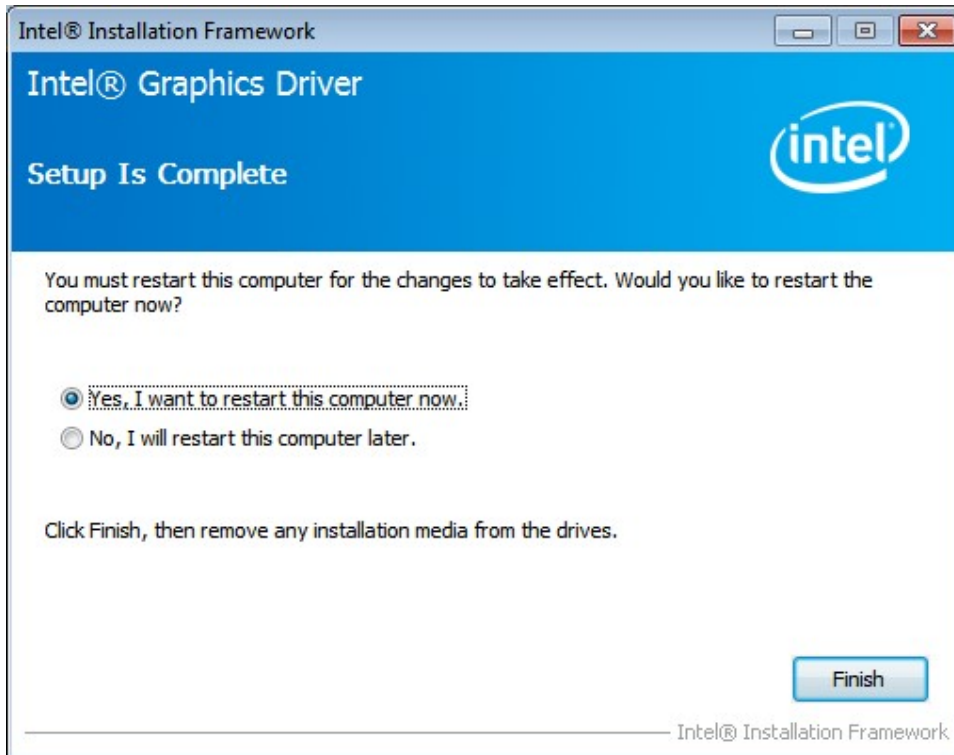 Intel® Installation Framework
Intel® Graphics Driver
intel®
Setup Is Complete
You must restart this computer for the changes to take effect. Would you like to restart the
computer now?
Yes, I want to restart this computer now.
No, I will restart this computer later.
Click Finish, then remove any installation media from the drives.
Finish
Intel® Installation Framework